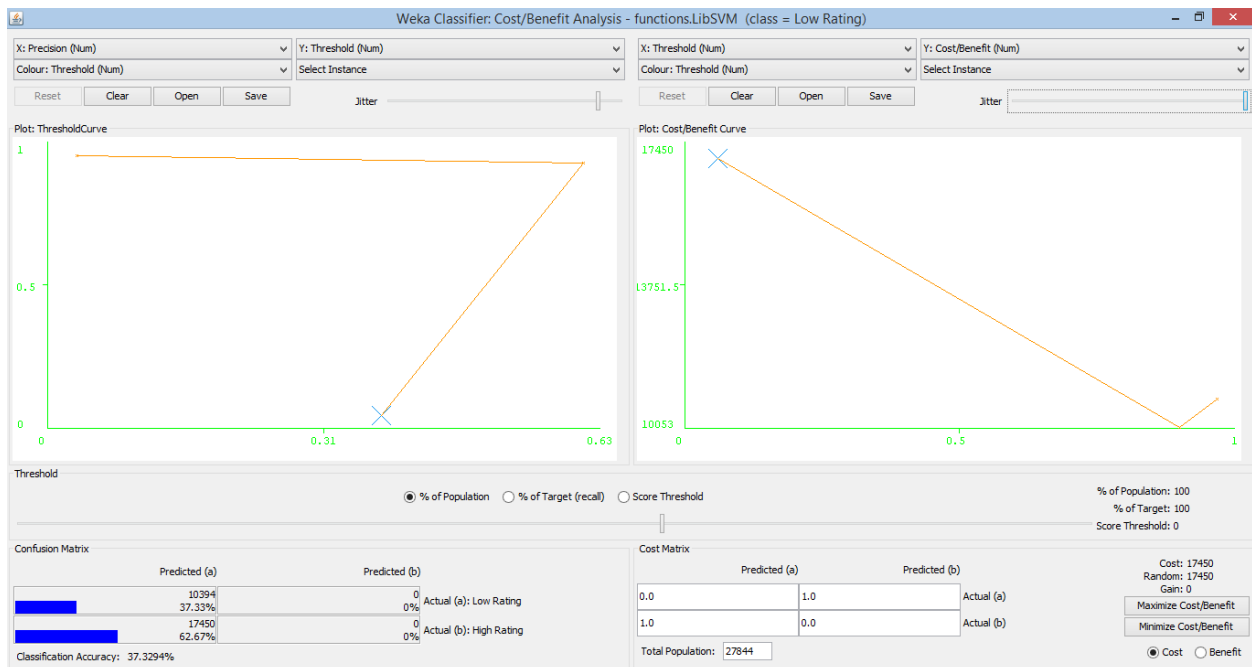 Weka Classifier: Cost/Benefit Analysis - functions.LibSVM (class = Low Rating)
X: Precision (Num)
Y: Threshold (Num)
Colour: Threshold (Num)
Select Instance
Reset
Clear
Open
Save
Jitter
Plot: ThresholdCurve
1
0.5
0
0
0.31
0.63
X: Threshold (Num)
Y: Cost/Benefit (Num)
Colour: Threshold (Num)
Select Instance
Reset
Clear
Open
Save
Jitter
Plot: Cost/Benefit Curve
17450
13751.5
10053
0
0.5
1
Threshold
% of Population
% of Target (recall)
Score Threshold
% of Population: 100
% of Target: 100
Score Threshold: 0
Confusion Matrix
Predicted (a) Predicted (b)
10394 0
37.33% 0%
Actual (a): Low Rating
17450 0
62.67% 0%
Actual (b): High Rating
Classification Accuracy: 37.3294%
Cost Matrix
Predicted (a) Predicted (b)
0.0 1.0 Actual (a)
1.0 0.0 Actual (b)
Total Population: 27844
Cost: 17450
Random: 17450
Gain: 0
Maximize Cost/Benefit
Minimize Cost/Benefit
Cost Benefit